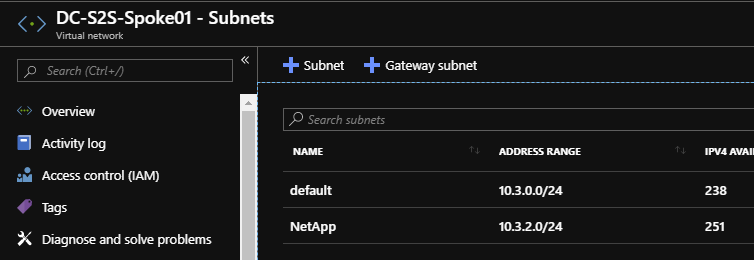 DC-S2S-Spoke01 - Subnets
Virtual network
Search (Ctrl+/)
«
Overview
Activity log
Access control (IAM)
Tags
Diagnose and solve problems
+ Subnet + Gateway subnet
Search subnets
NAME ADDRESS RANGE IPV4 AVAI
default 10.3.0.0/24 238
NetApp 10.3.2.0/24 251